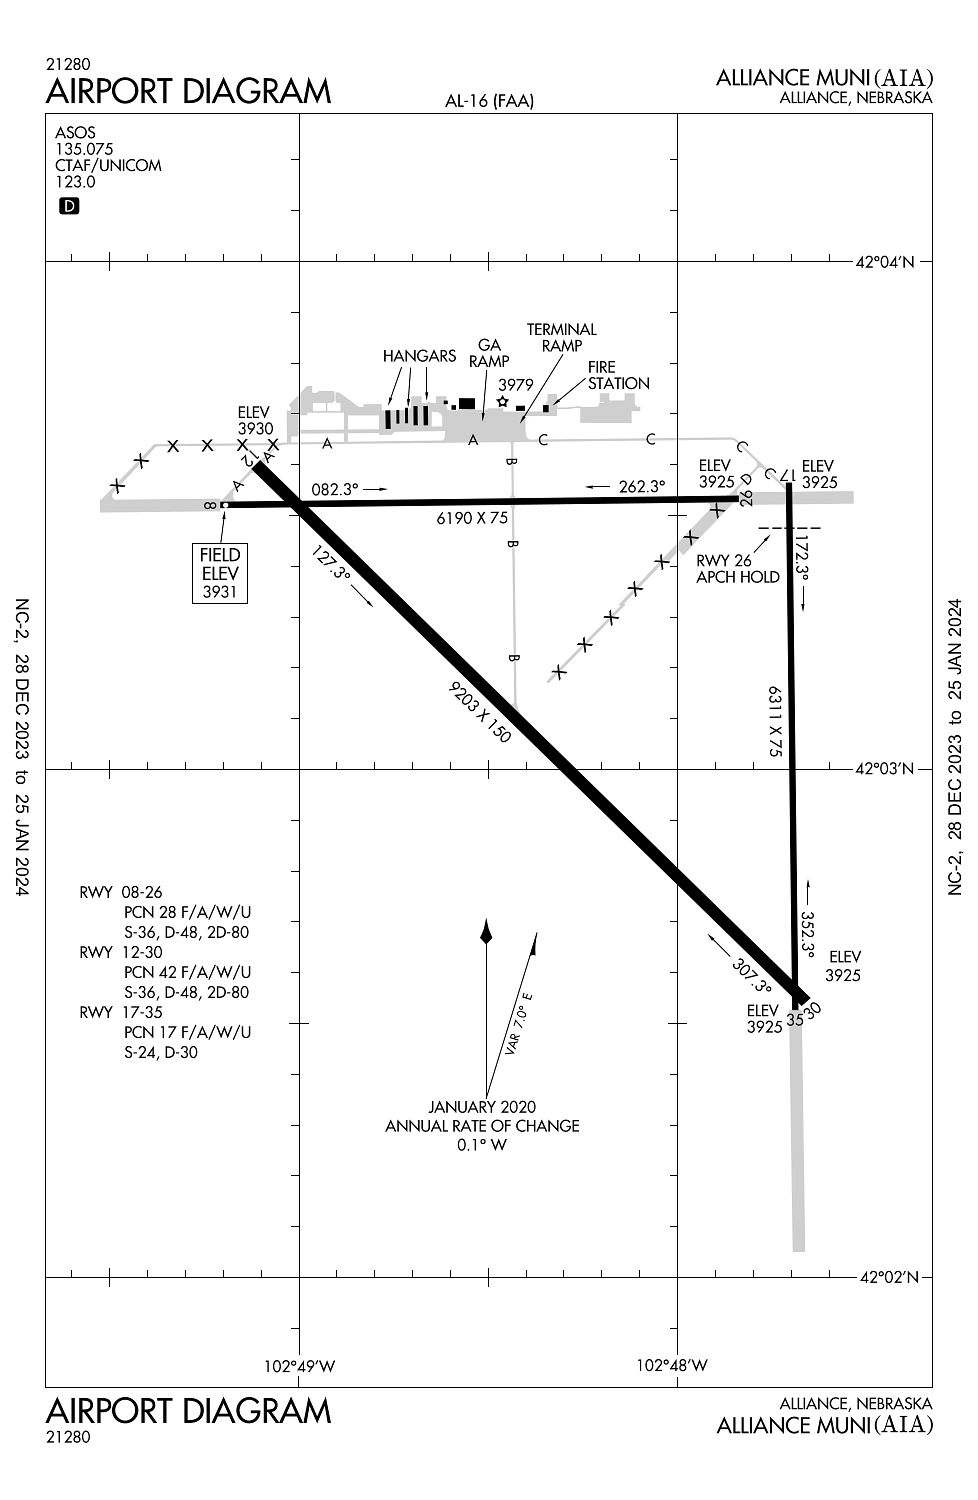 21280
AIRPORT DIAGRAM
AL-16 (FAA)
ALLIANCE MUNI (AIA)
ALLIANCE, NEBRASKA
ASOS
135.075
CTAF/UNICOM
123.0
D
42°04'N
TERMINAL
RAMP
GA
RAMP
HANGARS
FIRE
STATION
3979
ELEV
3930
X X X X
A
A
C
C
C
C
X
X
12
A
A
B
ELEV
3925
D
17
ELEV
3925
8
082.3°
262.3°
26
6190 X 75
X
X
X
X
X
X
X
B
B
FIELD
ELEV
3931
127.3°
RWY 26
APCH HOLD
172.3°
9203 X 150
6311 X 75
42°03'N
NC-2, 28 DEC 2023 to 25 JAN 2024
NC-2, 28 DEC 2023 to 25 JAN 2024
RWY 08-26
PCN 28 F/A/W/U
S-36, D-48, 2D-80
RWY 12-30
PCN 42 F/A/W/U
S-36, D-48, 2D-80
RWY 17-35
PCN 17 F/A/W/U
S-24, D-30
352.3°
307.3°
ELEV
3925
ELEV
3925
35
30
VAR 7.0° E
JANUARY 2020
ANNUAL RATE OF CHANGE
0.1° W
42°02'N
102°49'W
102°48'W
AIRPORT DIAGRAM
21280
ALLIANCE, NEBRASKA
ALLIANCE MUNI (AIA)